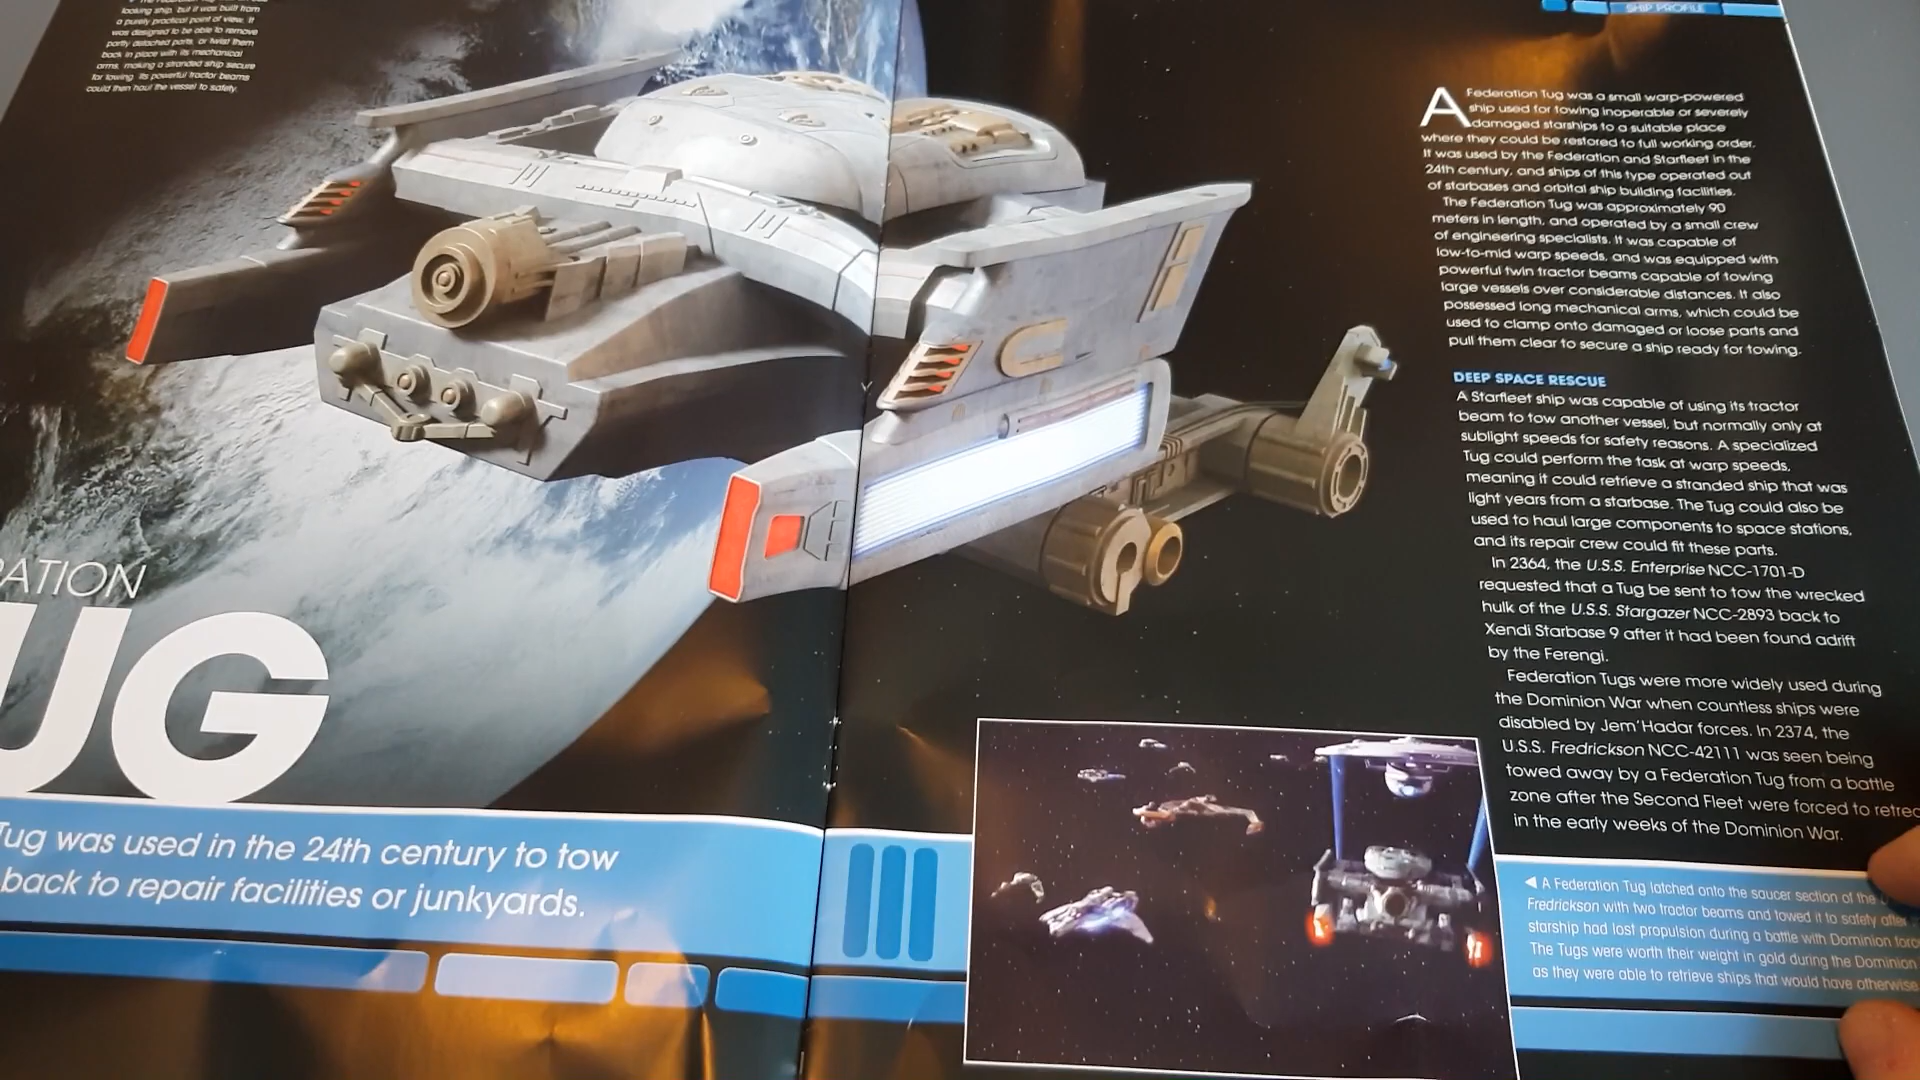 looking ship, but it was built from
a purely practical point of view. It
was designed to be able to remove
partly detached parts, or twist them
back in place with its mechanical
arms, making a stranded ship secure
for towing. Its powerful tractor beams
could then haul the vessel to safety.
RATION
UG
Tug was used in the 24th century to tow
back to repair facilities or junkyards.
SHIP PROFILE
A Federation Tug was a small warp-powered
ship used for towing inoperable or severely
damaged starships to a suitable place
where they could be restored to full working order.
It was used by the Federation and Starfleet in the
24th century, and ships of this type operated out
of starbases and orbital ship building facilities.
The Federation Tug was approximately 90
meters in length, and operated by a small crew
of engineering specialists. It was capable of
low-to-mid warp speeds, and was equipped with
powerful twin tractor beams capable of towing
large vessels over considerable distances. It also
possessed long mechanical arms, which could be
used to clamp onto damaged or loose parts and
pull them clear to secure a ship ready for towing.
DEEP SPACE RESCUE
A Starfleet ship was capable of using its tractor
beam to tow another vessel, but normally only at
sublight speeds for safety reasons. A specialized
Tug could perform the task at warp speeds,
meaning it could retrieve a stranded ship that was
light years from a starbase. The Tug could also be
used to haul large components to space stations,
and its repair crew could fit these parts.
In 2364, the U.S.S. Enterprise NCC-1701-D
requested that a Tug be sent to tow the wrecked
hulk of the U.S.S. Stargazer NCC-2893 back to
Xendi Starbase 9 after it had been found adrift
by the Ferengi.
Federation Tugs were more widely used during
the Dominion War when countless ships were
disabled by Jem'Hadar forces. In 2374, the
U.S.S. Fredrickson NCC-42111 was seen being
towed away by a Federation Tug from a battle
zone after the Second Fleet were forced to retrea
in the early weeks of the Dominion War.
◄ A Federation Tug latched onto the saucer section of the
Fredrickson with two tractor beams and towed it to safety after
starship had lost propulsion during a battle with Dominion forc
The Tugs were worth their weight in gold during the Dominion
as they were able to retrieve ships that would have otherwise